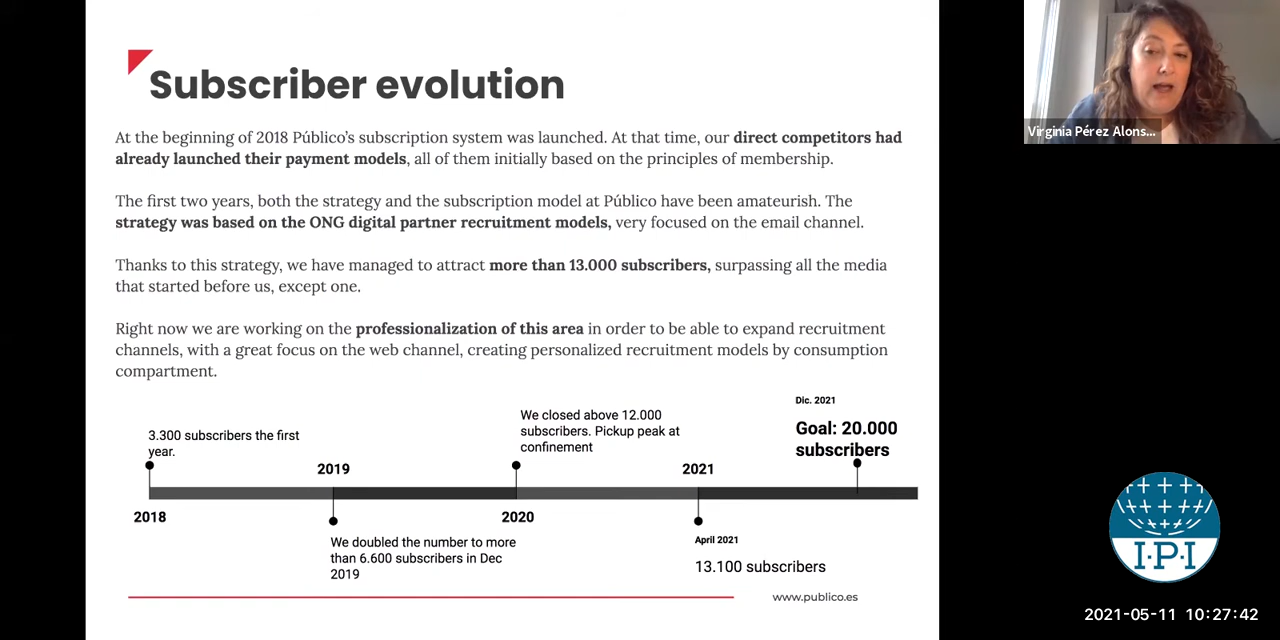 Subscriber evolution
At the beginning of 2018 Público's subscription system was launched. At that time, our direct competitors had
already launched their payment models, all of them initially based on the principles of membership.
The first two years, both the strategy and the subscription model at Público have been amateurish. The
strategy was based on the ONG digital partner recruitment models, very focused on the email channel.
Thanks to this strategy, we have managed to attract more than 13.000 subscribers, surpassing all the media
that started before us, except one.
Right now we are working on the professionalization of this area in order to be able to expand recruitment
channels, with a great focus on the web channel, creating personalized recruitment models by consumption
compartment.
3.300 subscribers the first
year.
2018
2019
We doubled the number to more
than 6.600 subscribers in Dec
2019
We closed above 12.000
subscribers. Pickup peak at
confinement
2020
2021
April 2021
13.100 subscribers
Dic. 2021
Goal: 20.000
subscribers
www.publico.es
Virginia Pérez Alons...
I·P·I
2021-05-11 10:27:42